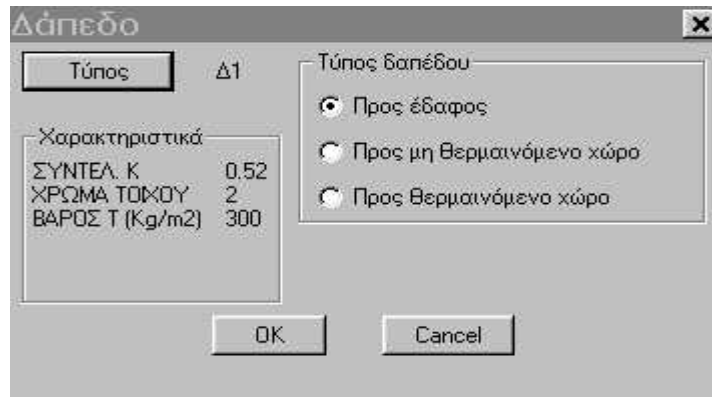 Δάπεδο
Τύπος Δ1
Χαρακτηριστικά
ΣΥΝΤΕΛ. Κ 0.52
ΧΡΩΜΑ ΤΟΙΧΟΥ 2
ΒΑΡΟΣ Τ (Kg/m2) 300
Τύπος δαπέδου
Προς έδαφος
Προς μη θερμαινόμενο χώρο
Προς θερμαινόμενο χώρο
OK Cancel